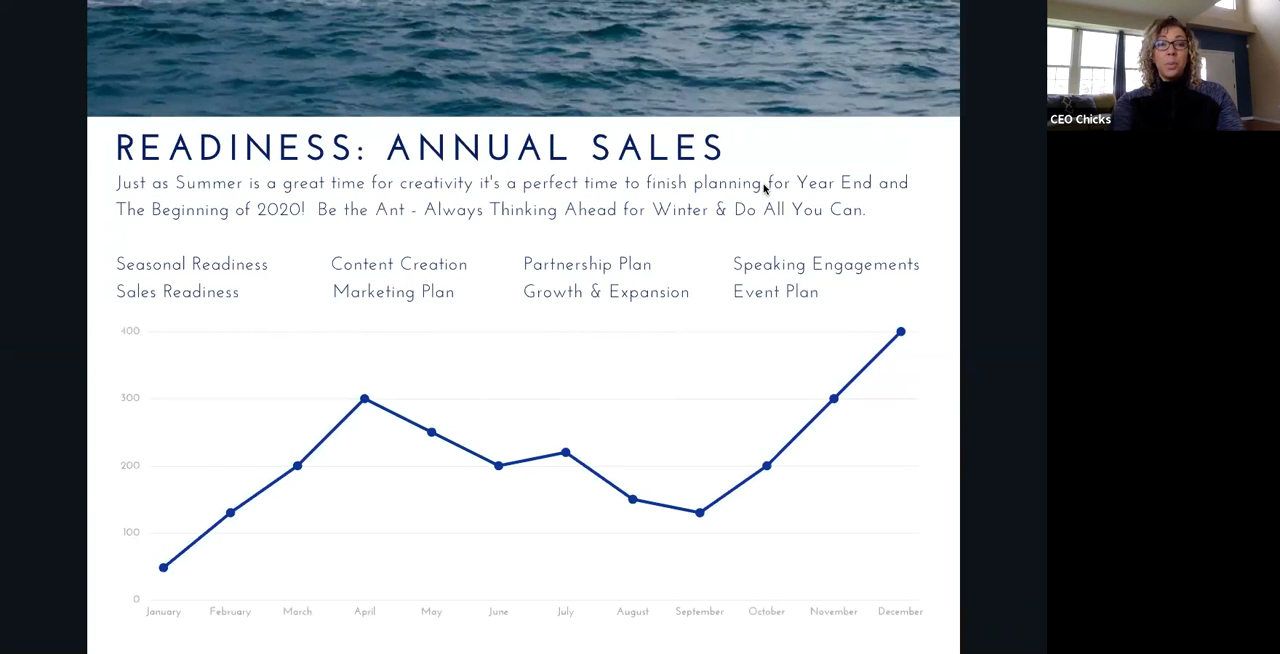 READINESS: ANNUAL SALES
Just as Summer is a great time for creativity it's a perfect time to finish planning for Year End and
The Beginning of 2020! Be the Ant - Always Thinking Ahead for Winter & Do All You Can.
Seasonal Readiness Content Creation Partnership Plan Speaking Engagements
Sales Readiness Marketing Plan Growth & Expansion Event Plan
400
300
200
100
0
January February March April May June July August September October November December
CEO Chicks